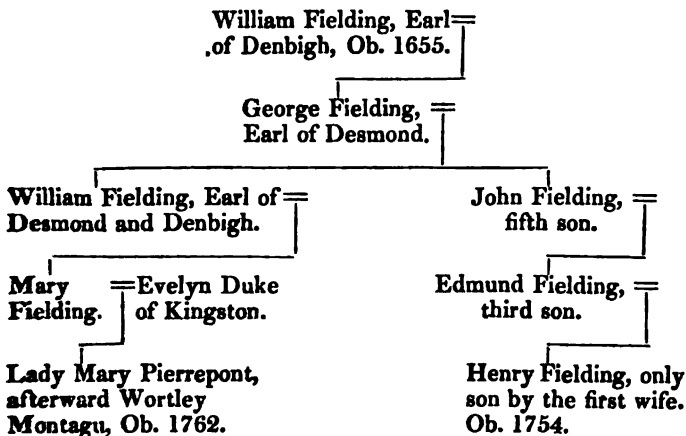 William Fielding, Earl=
.of Denbigh, Ob. 1655.
George Fielding, =
Earl of Desmond.
William Fielding, Earl of=
Desmond and Denbigh.
John Fielding, =
fifth son.
Mary =Evelyn Duke
Fielding. of Kingston.
Edmund Fielding, =
third son.
Lady Mary Pierrepont,
afterward Wortley
Montagu, Ob. 1762.
Henry Fielding, only
son by the first wife.
Ob. 1754.